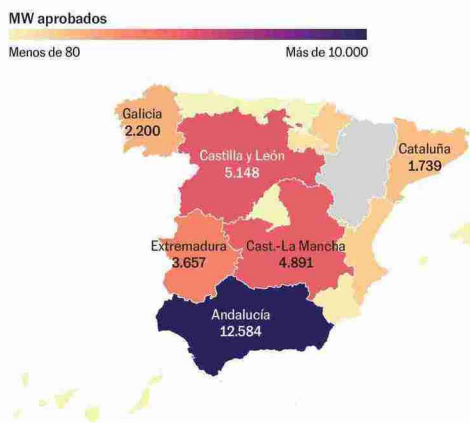 MW aprobados
Menos de 80
Más de 10.000
Galicia
2.200
Cataluña
1.739
Castilla y León
5.148
Extremadura
3.657
Cast.-La Mancha
4.891
Andalucía
12.584